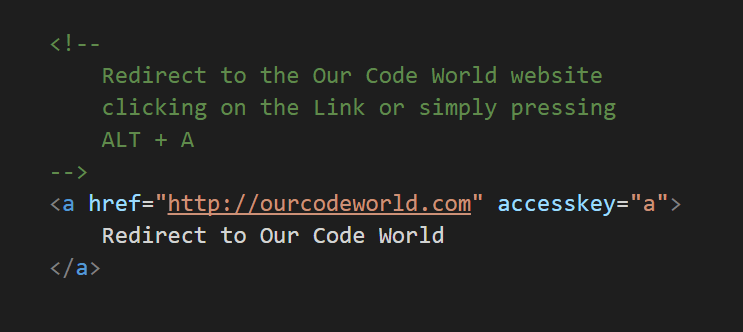 <!--
Redirect to the Our Code World website
clicking on the Link or simply pressing
ALT + A
-->
<a href="http://ourcodeworld.com" accesskey="a">
Redirect to Our Code World
</a>